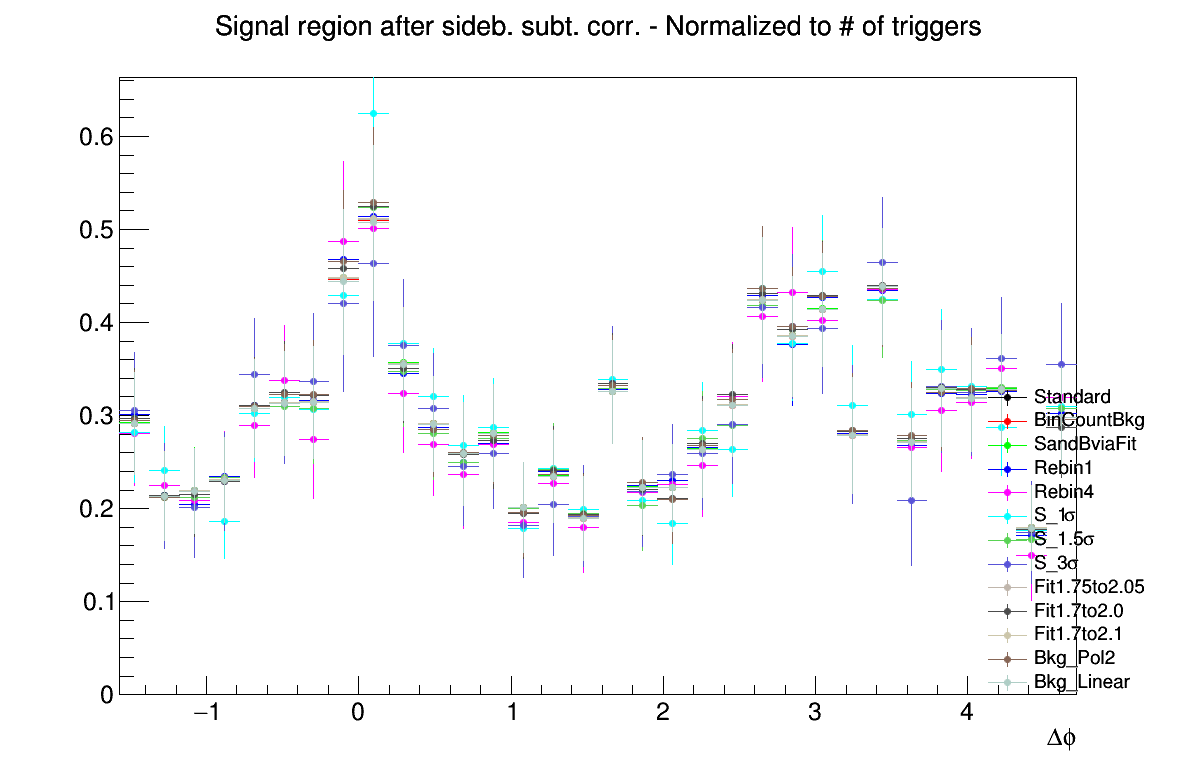 Signal region after sideb. subt. corr. - Normalized to # of triggers
0.6
0.5
0.4
0.3
0.2
0.1
0
Standard
BinCountBkg
SandBviaFit
Rebin1
Rebin4
S_1σ
S_1.5σ
S_3σ
Fit1.75to2.05
Fit1.7to2.0
Fit1.7to2.1
Bkg_Pol2
Bkg_Linear
−1 0 1 2 3 4
Δϕ